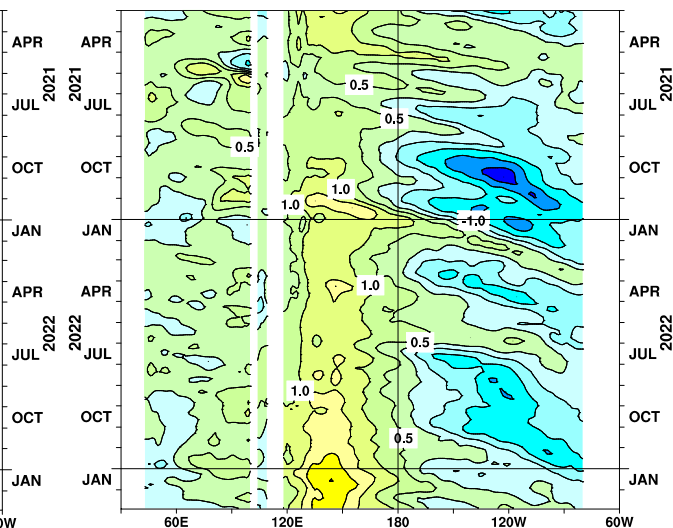 APR APR APR
2021 2021 2021
0.5
JUL JUL JUL
0.5
0.5
OCT OCT OCT
1.0
1.0
-1.0
JAN JAN JAN
APR APR 1.0 APR
2022 2022 2022
0.5
JUL JUL JUL
1.0
OCT OCT OCT
0.5
JAN JAN JAN
0W 60E 120E 180 120W 60W